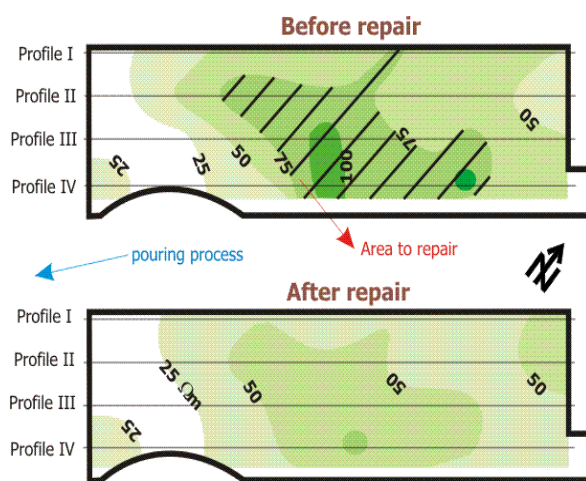 Before repair
Profile I
Profile II
Profile III
Profile IV
25
25
50
75
100
75
50
Area to repair
pouring process
N
After repair
Profile I
Profile II
Profile III
Profile IV
25
25 Ωm
50
50
50